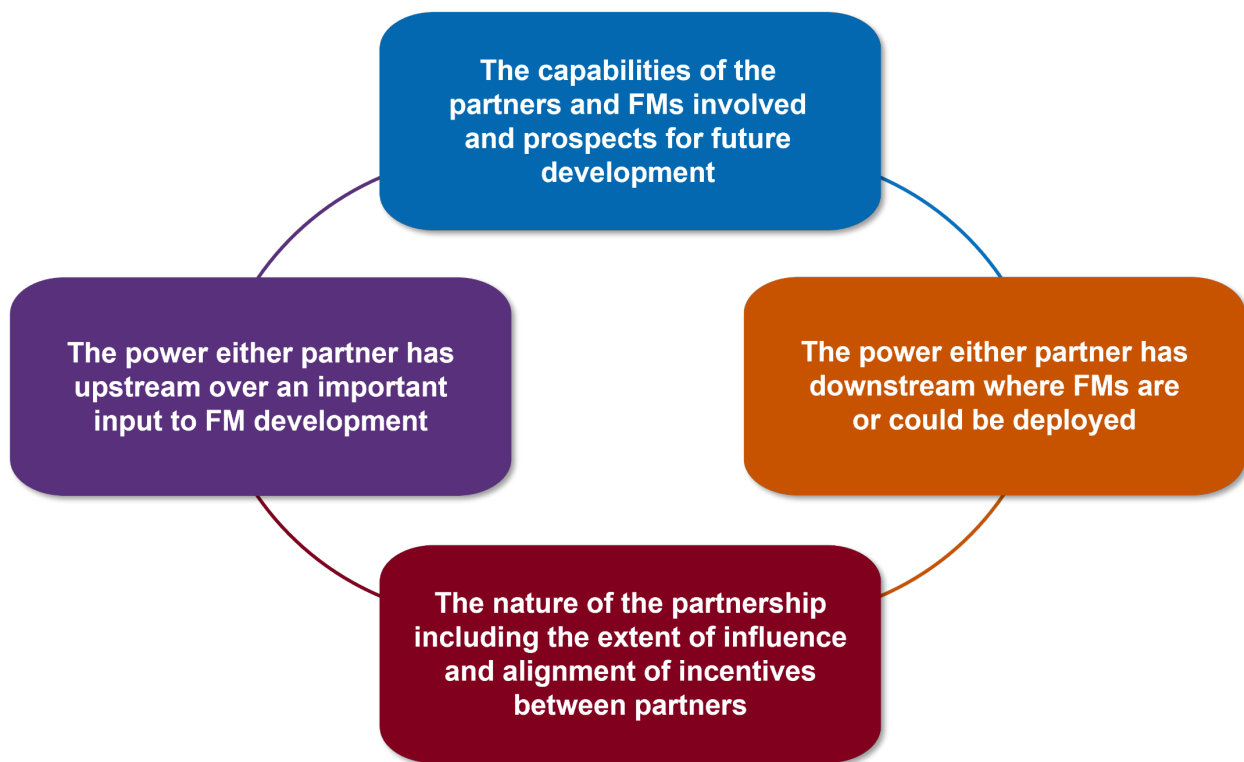 The capabilities of the
partners and FMs involved
and prospects for future
development
The power either partner has
upstream over an important
input to FM development
The power either partner has
downstream where FMs are
or could be deployed
The nature of the partnership
including the extent of influence
and alignment of incentives
between partners